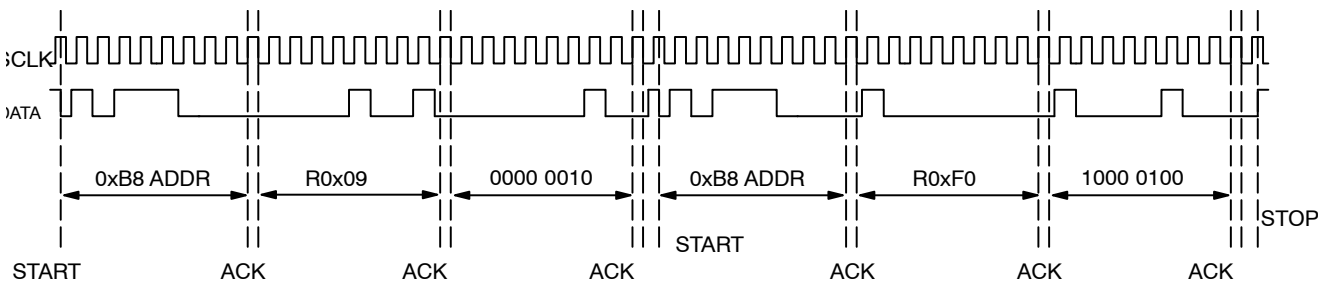 SCLK
DATA
0xB8 ADDR R0x09 0000 0010 0xB8 ADDR R0xF0 1000 0100
STOP
START
START ACK ACK ACK ACK ACK ACK